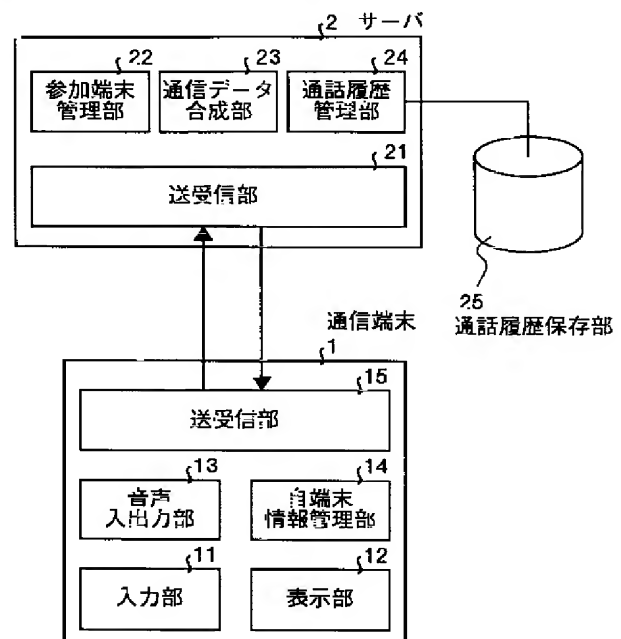 2 サーバ
22
23
24
参加端末
管理部
通信データ
合成部
通話履歴
管理部
21
送受信部
25
通話履歴保存部
通信端末
1
15
送受信部
13
14
音声
入出力部
自端末
情報管理部
11
12
入力部
表示部